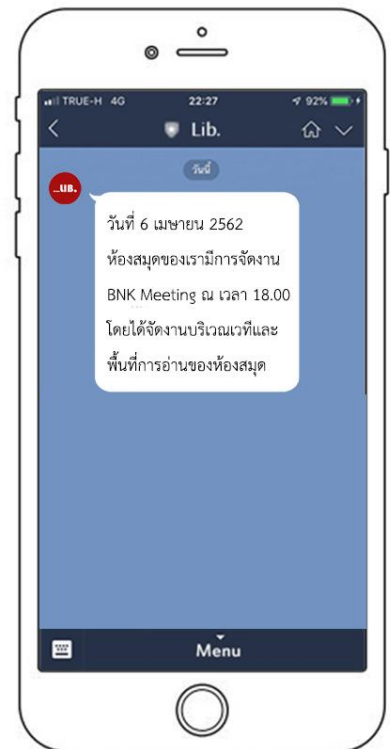 TRUE-H 4G 22:27 92%
Lib.
วันนี้
_นธ.
วันที่ 6 เมษายน 2562
ห้องสมุดของเรามีการจัดงาน
BNK Meeting ณ เวลา 18.00
โดยได้จัดงานบริเวณเวทีและ
พื้นที่การอ่านของห้องสมุด
Menu